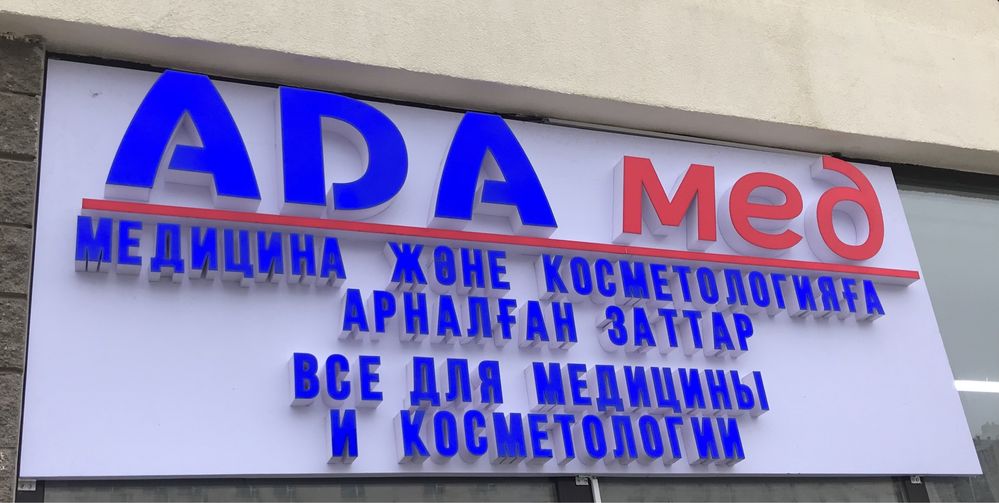 ADA мед
МЕДИЦИНА ЖӘНЕ КОСМЕТОЛОГИЯҒА
АРНАЛҒАН ЗАТТАР
ВСЕ ДЛЯ МЕДИЦИНЫ
И КОСМЕТОЛОГИИ